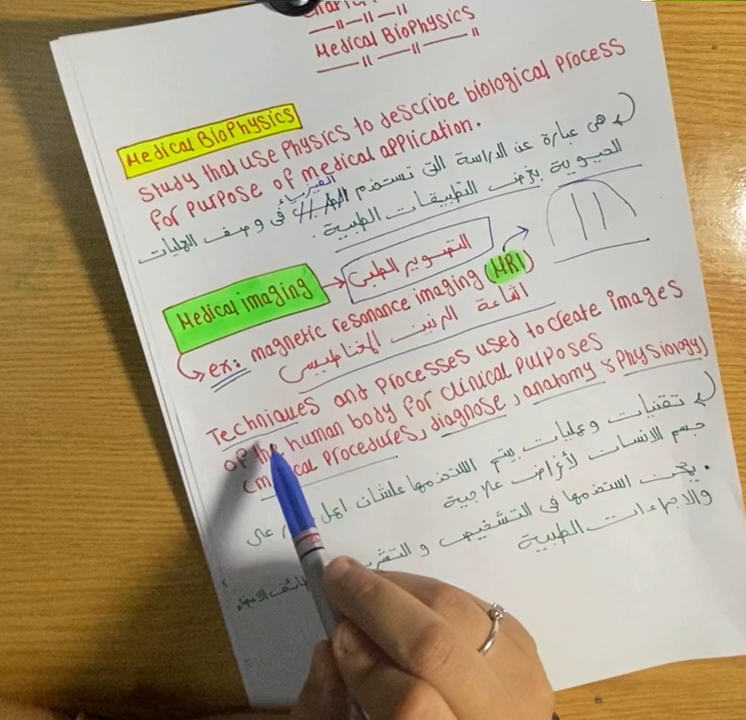 Medical BioPhysics
Medical BioPhysics
Study that use Physics to describe biological process
for purpose of medical application.
هى عبارة عن الدراسة التى تستخدم الفيزياء فى وصف العمليات
الحيوية بغرض التطبيقات الطبية.
Medical imaging → التصوير الطبى
ex: magnetic resonance imaging (MRI)
اشاعة الرنين المغناطيسى
Techniques and Processes used to create images
of the human body for clinical purposes
(medical Procedures, diagnose, anatomy & Physiology)
تقنيات وعمليات يتم استخدمها علشان اعمل
جسم الانسان لأغراض علاجية
. يمكن استخدمها فى التشخيص و
والاجراءات الطبية